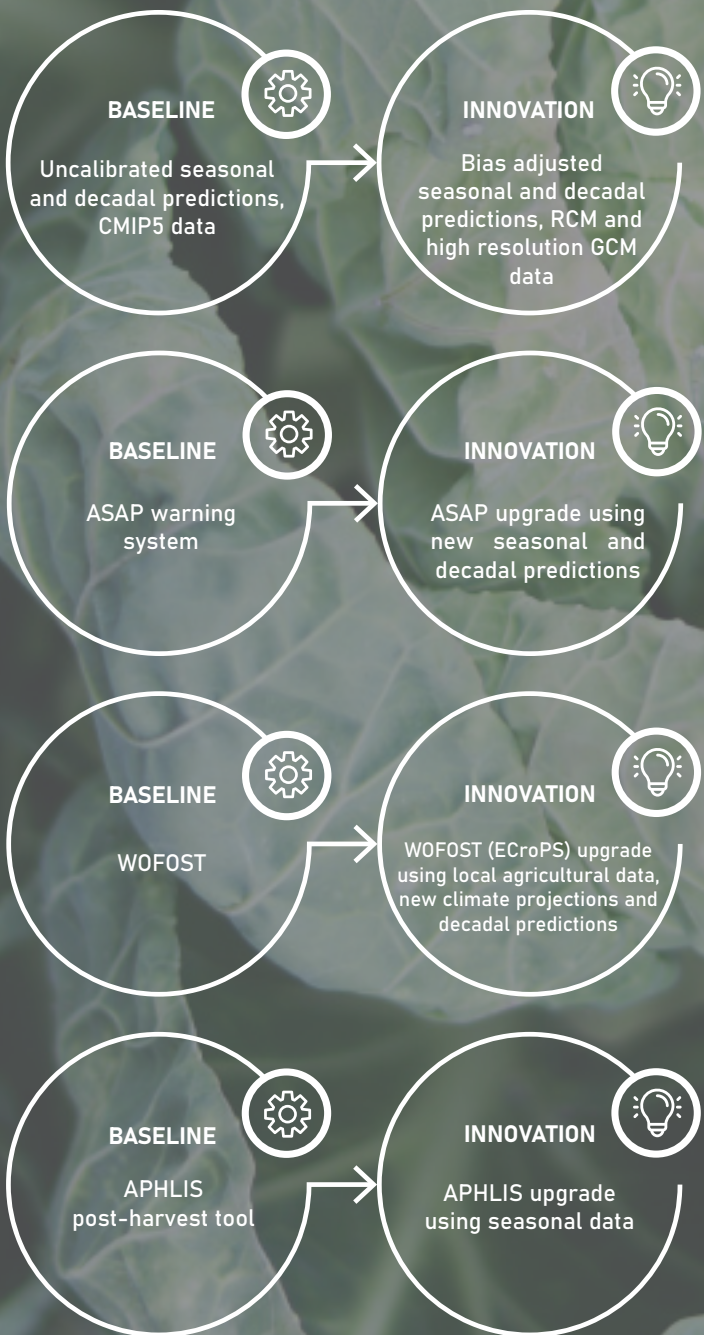 BASELINE
Uncalibrated seasonal
and decadal predictions,
CMIP5 data
INNOVATION
Bias adjusted
seasonal and decadal
predictions, RCM and
high resolution GCM
data
BASELINE
ASAP warning
system
INNOVATION
ASAP upgrade using
new seasonal and
decadal predictions
BASELINE
WOFOST
INNOVATION
WOFOST (ECroPS) upgrade
using local agricultural data,
new climate projections and
decadal predictions
BASELINE
APHLIS
post-harvest tool
INNOVATION
APHLIS upgrade
using seasonal data